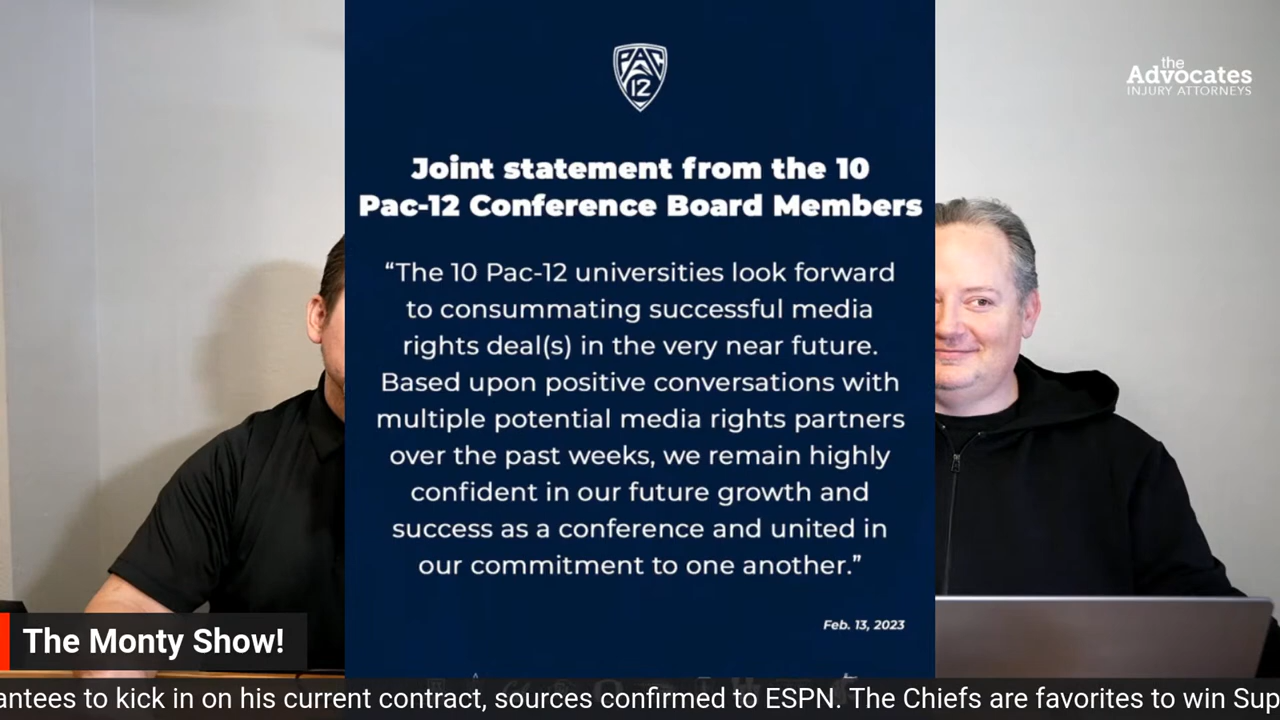 PAC
12
Joint statement from the 10
Pac-12 Conference Board Members
“The 10 Pac-12 universities look forward
to consummating successful media
rights deal(s) in the very near future.
Based upon positive conversations with
multiple potential media rights partners
over the past weeks, we remain highly
confident in our future growth and
success as a conference and united in
our commitment to one another.”
Feb. 13, 2023
the
Advocates
INJURY ATTORNEYS
The Monty Show!
antees to kick in on his current contract, sources confirmed to ESPN. The Chiefs are favorites to win Sup